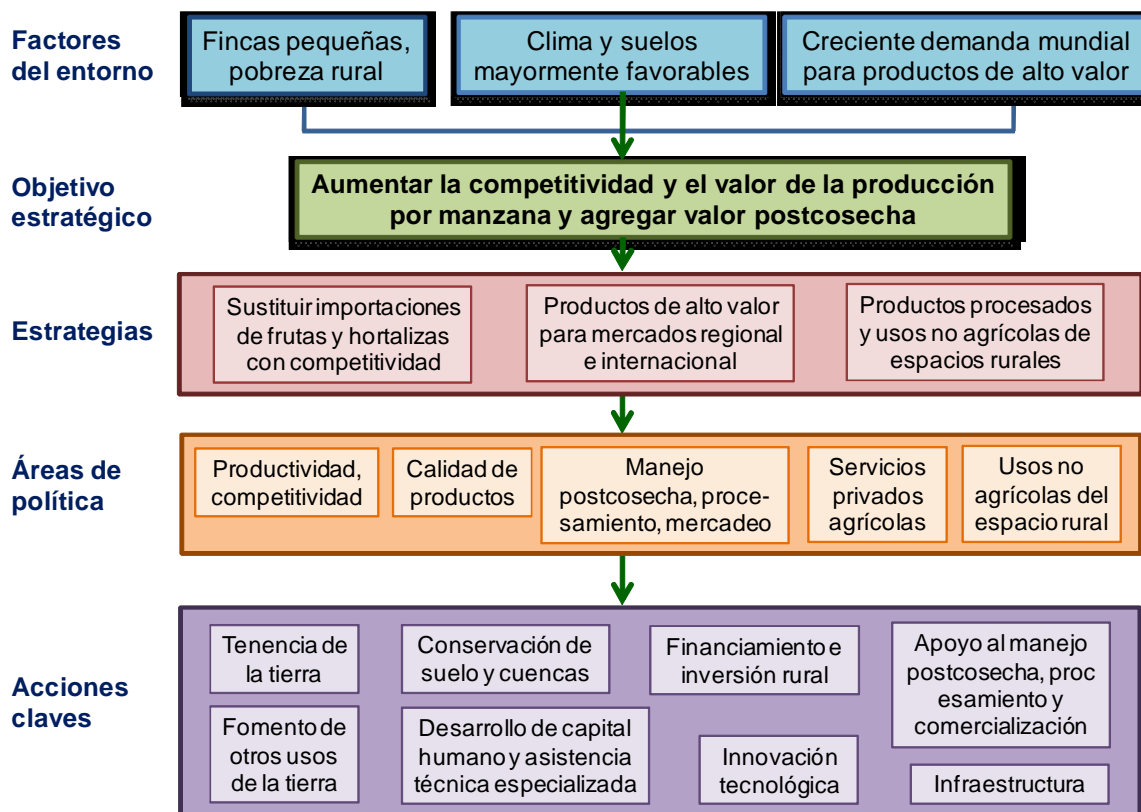 Factores
del entorno
Fincas pequeñas,
pobreza rural
Clima y suelos
mayormente favorables
Creciente demanda mundial
para productos de alto valor
Objetivo
estratégico
Aumentar la competitividad y el valor de la producción
por manzana y agregar valor postcosecha
Estrategias
Sustituir importaciones
de frutas y hortalizas
con competitividad
Productos de alto valor
para mercados regional
e internacional
Productos procesados
y usos no agrícolas de
espacios rurales
Áreas de
política
Productividad,
competitividad
Calidad de
productos
Manejo
postcosecha, proce-
samiento, mercadeo
Servicios
privados
agrícolas
Usos no
agrícolas del
espacio rural
Acciones
claves
Tenencia de
la tierra
Conservación de
suelo y cuencas
Financiamiento e
inversión rural
Apoyo al manejo
postcosecha, proc
esamiento y
comercialización
Fomento de
otros usos
de la tierra
Desarrollo de capital
humano y asistencia
técnica especializada
Innovación
tecnológica
Infraestructura